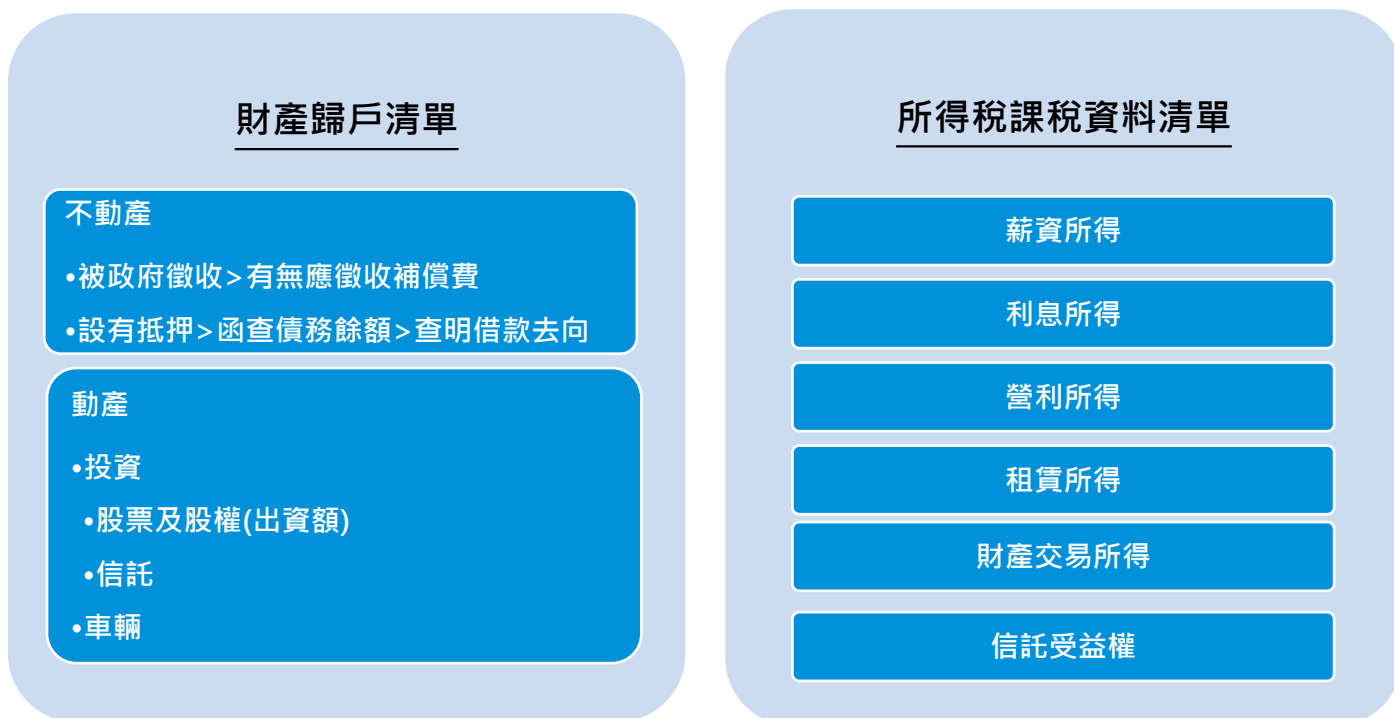 財產歸戶清單
不動產
•被政府徵收>有無應徵收補償費
•設有抵押>函查債務餘額>查明借款去向
動產
•投資
•股票及股權(出資額)
•信託
•車輛
所得稅課稅資料清單
薪資所得
利息所得
營利所得
租賃所得
財產交易所得
信託受益權